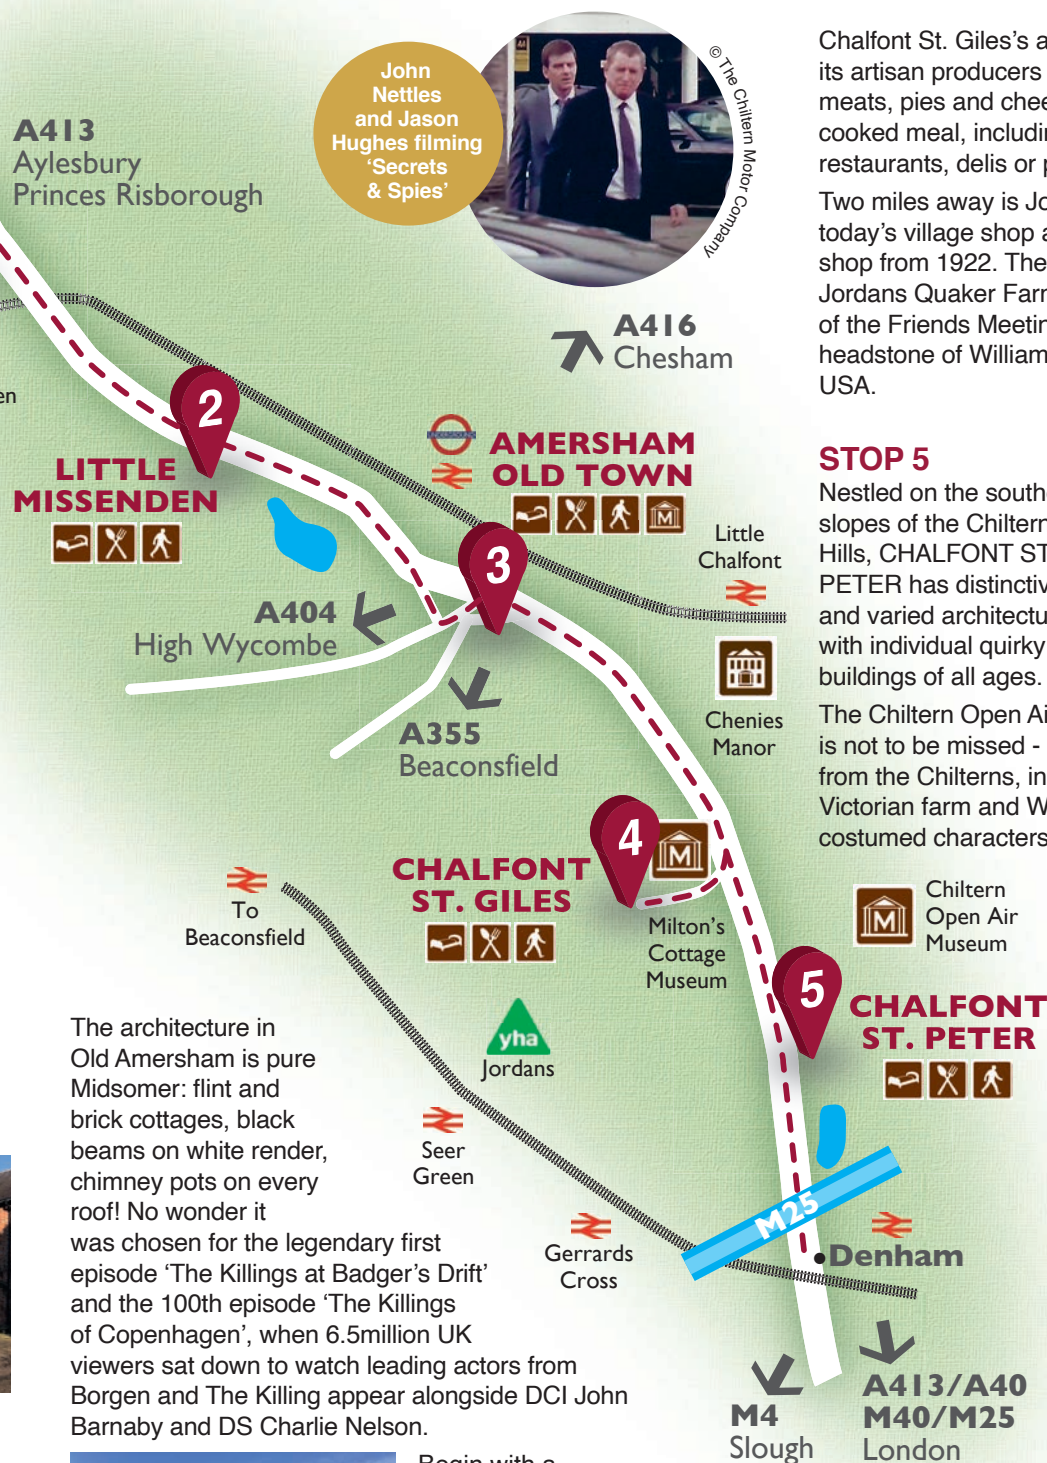 John
Nettles
and Jason
Hughes filming
‘Secrets
& Spies’
© The Chiltern Motor Company
A413
Aylesbury
Princes Risborough
A416
Chesham
en
2
LITTLE
MISSENDEN
UNDERGROUND
AMERSHAM
OLD TOWN
M
3
Little
Chalfont
A404
High Wycombe
Chenies
Manor
A355
Beaconsfield
4
M
CHALFONT
ST. GILES
Milton’s
Cottage
Museum
To
Beaconsfield
yha
Jordans
Seer
Green
Gerrards
Cross
5
CHALFONT
ST. PETER
M
Chiltern
Open Air
Museum
M25
Denham
M4
Slough
A413/A40
M40/M25
London
The architecture in
Old Amersham is pure
Midsomer: flint and
brick cottages, black
beams on white render,
chimney pots on every
roof! No wonder it
was chosen for the legendary first
episode ‘The Killings at Badger’s Drift’
and the 100th episode ‘The Killings
of Copenhagen’, when 6.5million UK
viewers sat down to watch leading actors from
Borgen and The Killing appear alongside DCI John
Barnaby and DS Charlie Nelson.
Begin with a
Chalfont St. Giles’s a
its artisan producers
meats, pies and chee
cooked meal, includin
restaurants, delis or p
Two miles away is Jo
today’s village shop a
shop from 1922. The
Jordans Quaker Farm
of the Friends Meetin
headstone of William
USA.
STOP 5
Nestled on the southe
slopes of the Chiltern
Hills, CHALFONT ST
PETER has distinctiv
and varied architectu
with individual quirky
buildings of all ages.
The Chiltern Open Ai
is not to be missed -
from the Chilterns, in
Victorian farm and W
costumed characters